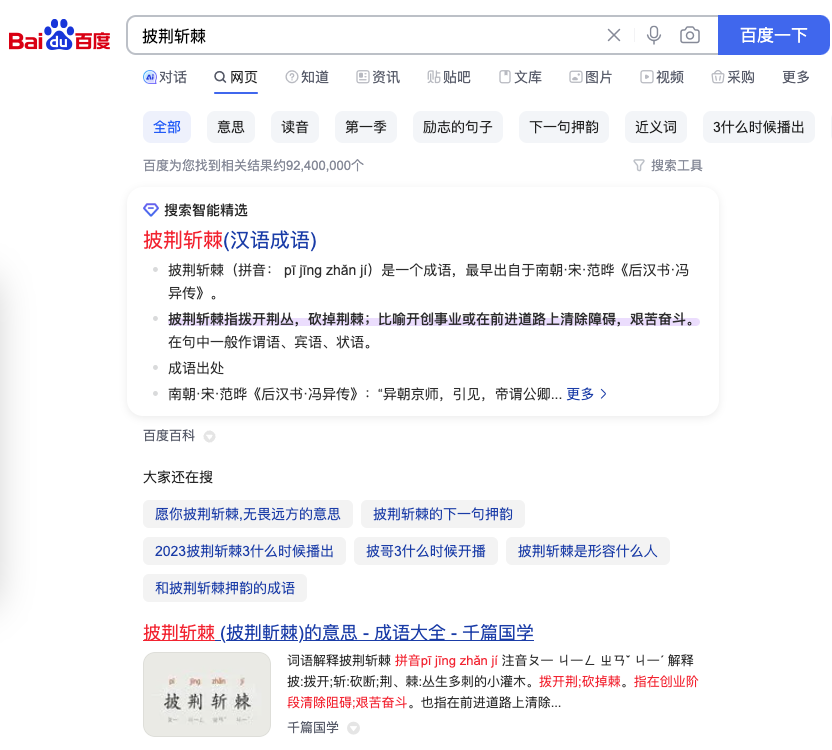 Bai du 百度
披荆斩棘
百度一下
对话 网页 知道 资讯 贴吧 文库 图片 视频 采购 更多
全部 意思 读音 第一季 励志的句子 下一句押韵 近义词 3什么时候播出
百度为您找到相关结果约92,400,000个
搜索工具
搜索智能精选
披荆斩棘(汉语成语)
披荆斩棘（拼音： pī jīng zhǎn jí）是一个成语，最早出自于南朝·宋·范晔《后汉书·冯
异传》。
披荆斩棘指拨开荆丛，砍掉荆棘；比喻开创事业或在前进道路上清除障碍，艰苦奋斗。
在句中一般作谓语、宾语、状语。
成语出处
南朝·宋·范晔《后汉书·冯异传》：“异朝京师，引见，帝谓公卿... 更多
百度百科
大家还在搜
愿你披荆斩棘,无畏远方的意思 披荆斩棘的下一句押韵
2023披荆斩棘3什么时候播出 披哥3什么时候开播 披荆斩棘是形容什么人
和披荆斩棘押韵的成语
披荆斩棘 (披荆斬棘)的意思 - 成语大全 - 千篇国学
pī jīng zhǎn jí
披荆斩棘
ㄆㄧ ㄐㄧㄥ ㄓㄢˇ ㄐㄧˊ
词语解释披荆斩棘 拼音pī jīng zhǎn jí 注音ㄆㄧ ㄐㄧㄥ ㄓㄢˇ ㄐㄧˊ 解释
披:拨开;斩:砍断;荆、棘:丛生多刺的小灌木。拨开荆;砍掉棘。指在创业阶
段清除阻碍;艰苦奋斗。也指在前进道路上清除...
千篇国学